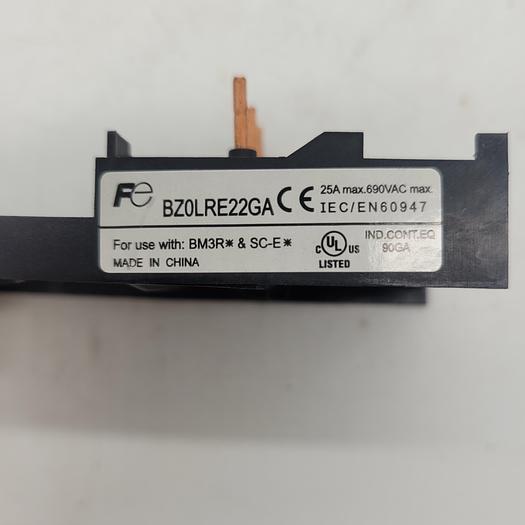 Fe
BZ0LRE22GA CE 25A max.690VAC max.
IEC/EN60947
For use with: BM3R* & SC-E*
MADE IN CHINA
C UL US
LISTED
IND.CONT.EQ
90GA